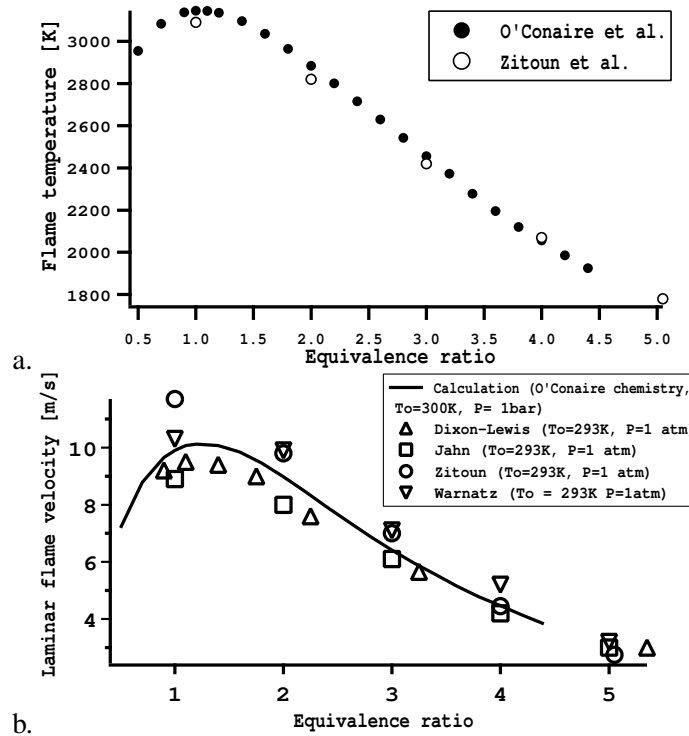 Flame temperature [K]
3000
2800
2600
2400
2200
2000
1800
O'Conaire et al.
Zitoun et al.
0.5 1.0 1.5 2.0 2.5 3.0 3.5 4.0 4.5 5.0
Equivalence ratio
a.
Laminar flame velocity [m/s]
10
8
6
4
Calculation (O'Conaire chemistry,
To=300K, P= 1bar)
Dixon-Lewis (To=293K, P=1 atm)
Jahn (To=293K, P=1 atm)
Zitoun (To=293K, P=1 atm)
Warnatz (To = 293K P=1atm)
1 2 3 4 5
Equivalence ratio
b.